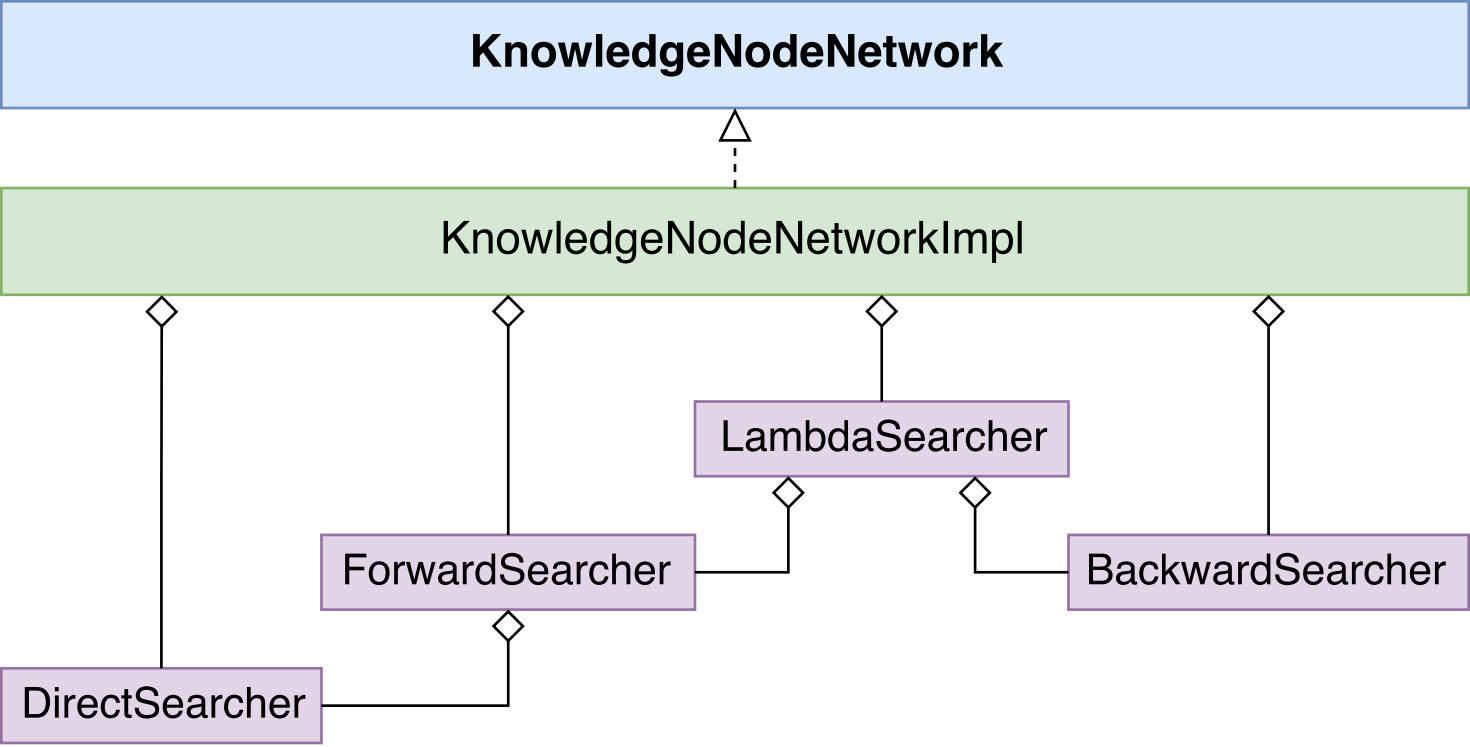 KnowledgeNodeNetwork
KnowledgeNodeNetworkImpl
LambdaSearcher
ForwardSearcher
BackwardSearcher
DirectSearcher